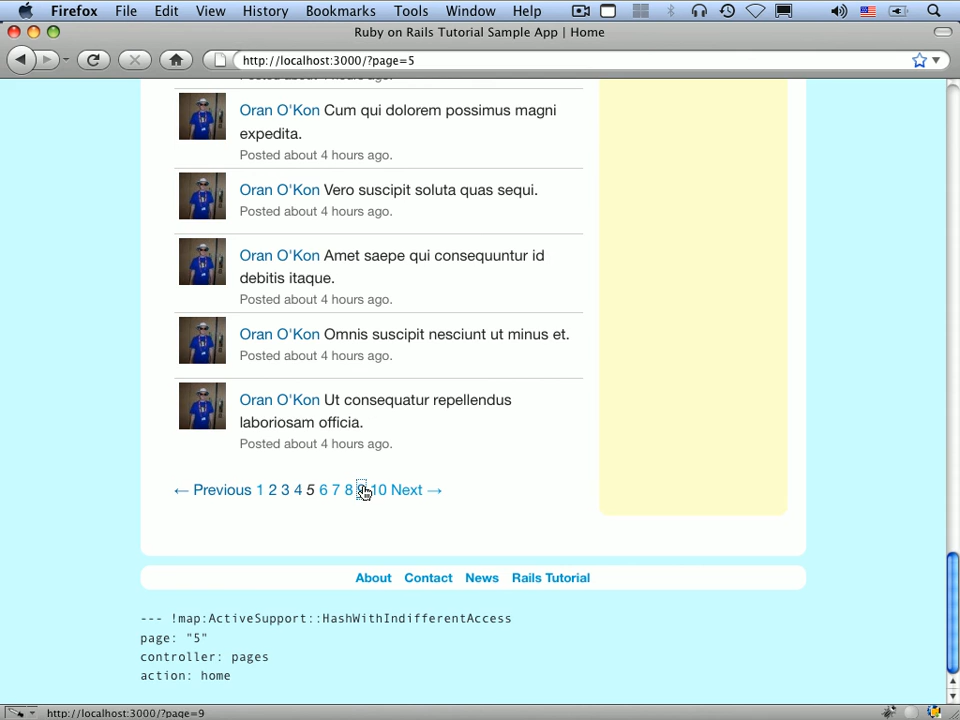 Firefox File Edit View History Bookmarks Tools Window Help
Ruby on Rails Tutorial Sample App | Home
http://localhost:3000/?page=5
Oran O'Kon Cum qui dolorem possimus magni
expedita.
Posted about 4 hours ago.
Oran O'Kon Vero suscipit soluta quas sequi.
Posted about 4 hours ago.
Oran O'Kon Amet saepe qui consequuntur id
debitis itaque.
Posted about 4 hours ago.
Oran O'Kon Omnis suscipit nesciunt ut minus et.
Posted about 4 hours ago.
Oran O'Kon Ut consequatur repellendus
laboriosam officia.
Posted about 4 hours ago.
← Previous 1 2 3 4 5 6 7 8 9 10 Next →
About Contact News Rails Tutorial
--- !map:ActiveSupport::HashWithIndifferentAccess
page: "5"
controller: pages
action: home
http://localhost:3000/?page=9